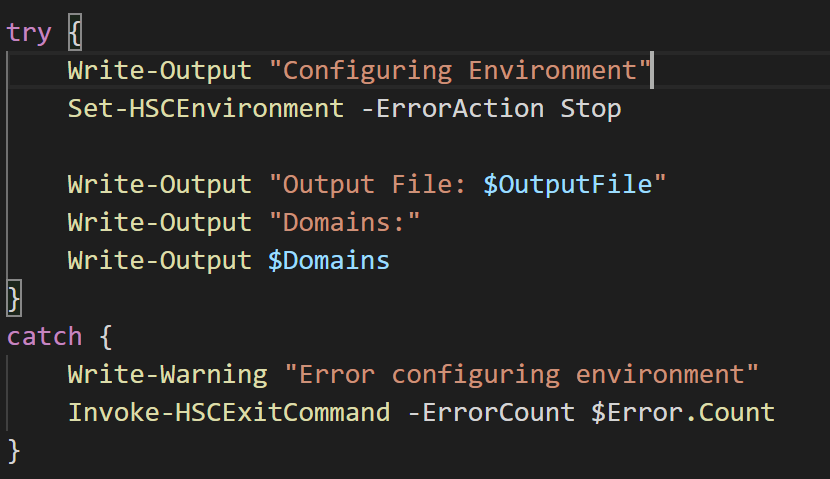 try {
    Write-Output "Configuring Environment"
    Set-HSCEnvironment -ErrorAction Stop

    Write-Output "Output File: $OutputFile"
    Write-Output "Domains:"
    Write-Output $Domains
}
catch {
    Write-Warning "Error configuring environment"
    Invoke-HSCExitCommand -ErrorCount $Error.Count
}